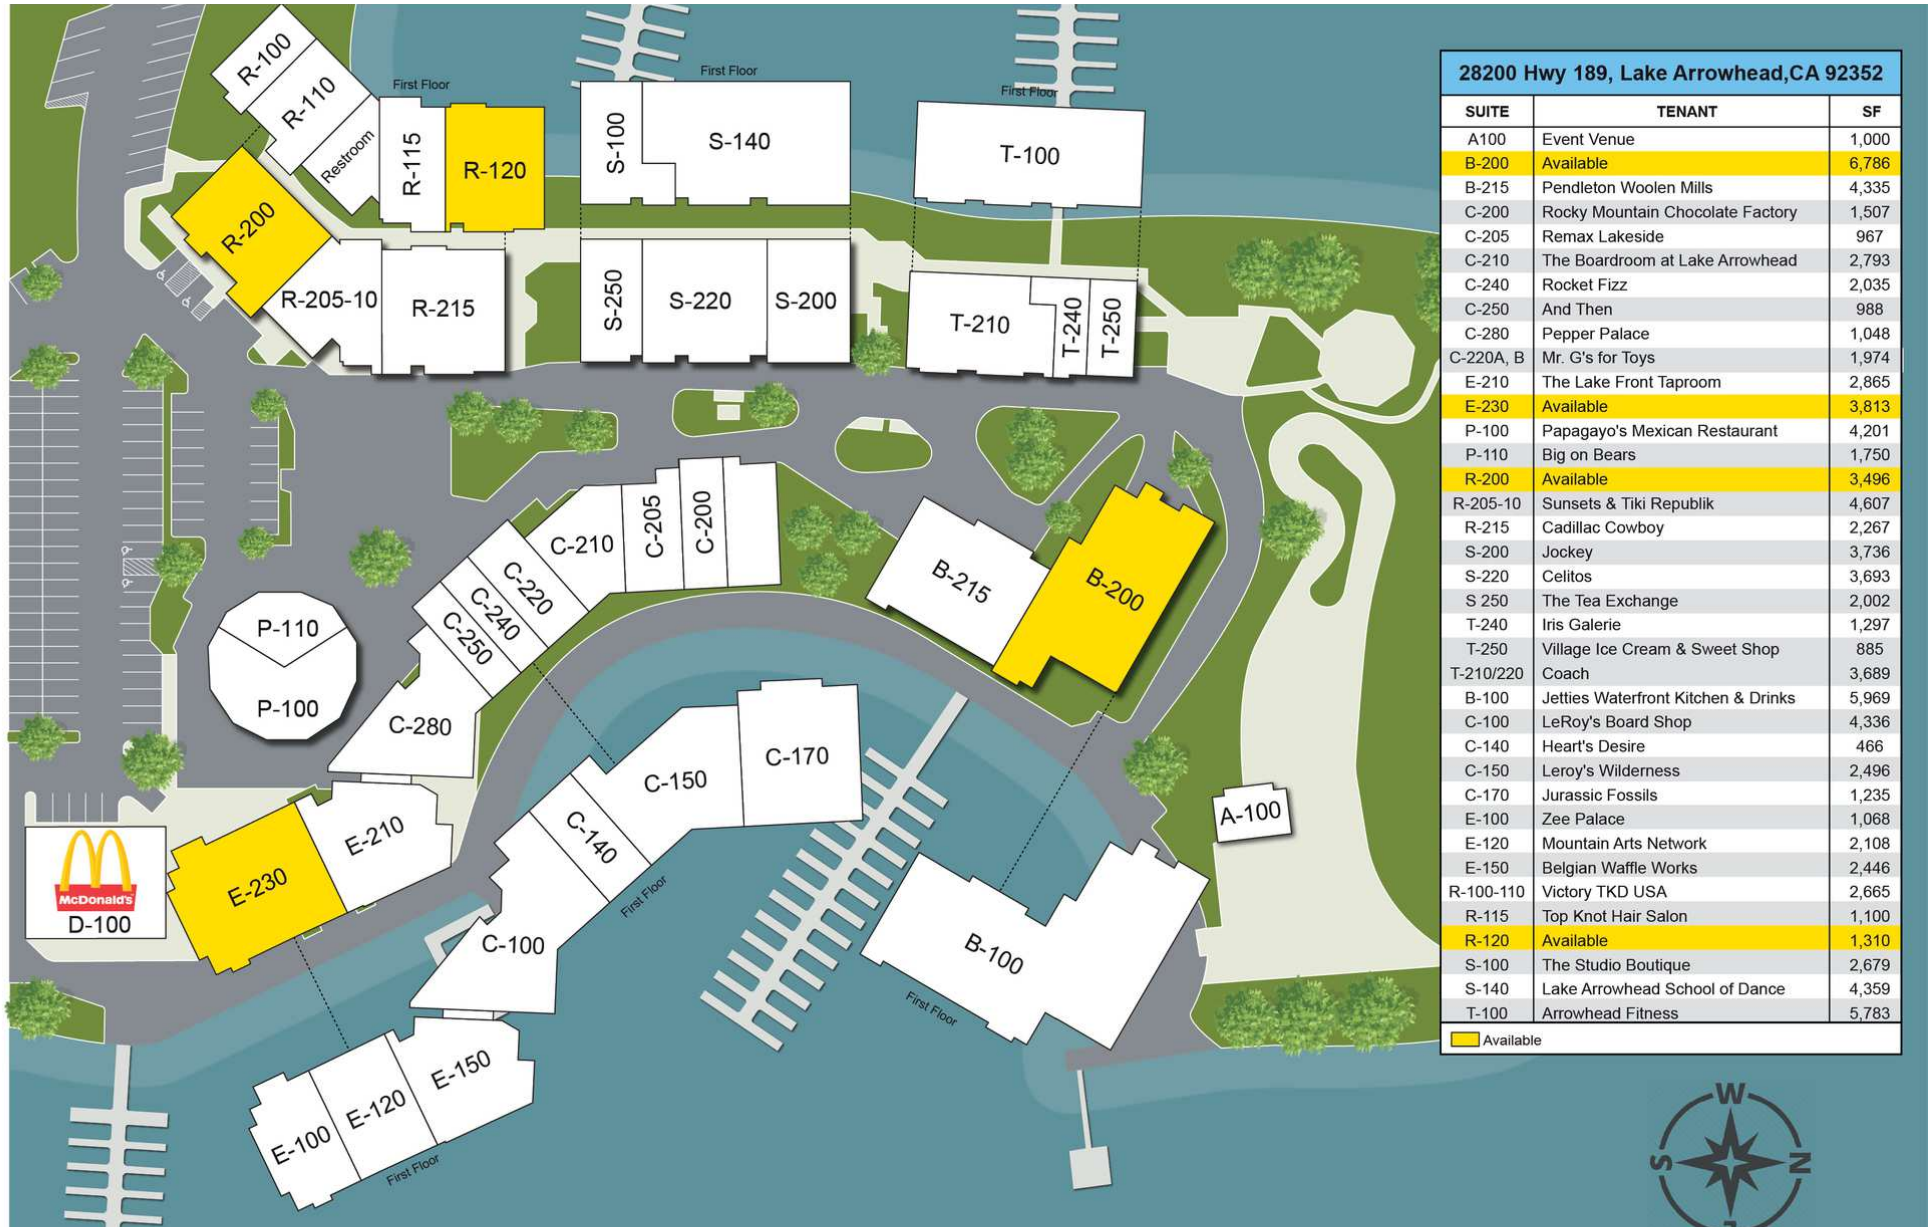 R-100
R-110
Restroom
First Floor
R-115
R-120
R-200
R-205-10
R-215
First Floor
S-100
S-140
S-250
S-220
S-200
First Floor
T-100
T-210
T-240
T-250
C-210
C-205
C-200
C-220
C-240
C-250
C-280
B-215
B-200
P-110
P-100
C-150
C-170
C-140
C-100
First Floor
A-100
E-210
E-230
McDonald's
D-100
B-100
First Floor
E-150
E-120
E-100
First Floor
28200 Hwy 189, Lake Arrowhead,CA 92352
SUITE TENANT SF
A100 Event Venue 1,000
B-200 Available 6,786
B-215 Pendleton Woolen Mills 4,335
C-200 Rocky Mountain Chocolate Factory 1,507
C-205 Remax Lakeside 967
C-210 The Boardroom at Lake Arrowhead 2,793
C-240 Rocket Fizz 2,035
C-250 And Then 988
C-280 Pepper Palace 1,048
C-220A, B Mr. G's for Toys 1,974
E-210 The Lake Front Taproom 2,865
E-230 Available 3,813
P-100 Papagayo's Mexican Restaurant 4,201
P-110 Big on Bears 1,750
R-200 Available 3,496
R-205-10 Sunsets & Tiki Republik 4,607
R-215 Cadillac Cowboy 2,267
S-200 Jockey 3,736
S-220 Celitos 3,693
S 250 The Tea Exchange 2,002
T-240 Iris Galerie 1,297
T-250 Village Ice Cream & Sweet Shop 885
T-210/220 Coach 3,689
B-100 Jetties Waterfront Kitchen & Drinks 5,969
C-100 LeRoy's Board Shop 4,336
C-140 Heart's Desire 466
C-150 Leroy's Wilderness 2,496
C-170 Jurassic Fossils 1,235
E-100 Zee Palace 1,068
E-120 Mountain Arts Network 2,108
E-150 Belgian Waffle Works 2,446
R-100-110 Victory TKD USA 2,665
R-115 Top Knot Hair Salon 1,100
R-120 Available 1,310
S-100 The Studio Boutique 2,679
S-140 Lake Arrowhead School of Dance 4,359
T-100 Arrowhead Fitness 5,783
Available
W
S N